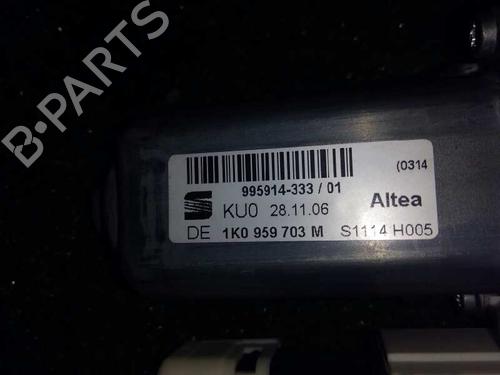 B-PARTS
(0314
995914-333 / 01
Altea
KU0 28.11.06
DE 1K0 959 703 M S1114 H005